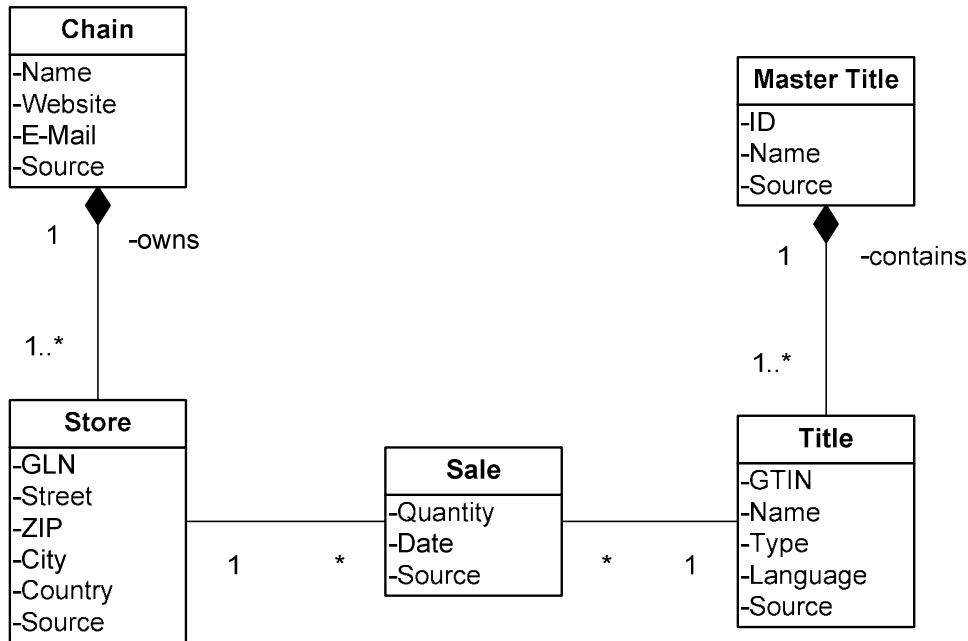 Chain
-Name
-Website
-E-Mail
-Source
1
-owns
1..*
Master Title
-ID
-Name
-Source
1
-contains
1..*
Store
-GLN
-Street
-ZIP
-City
-Country
-Source
1
*
Sale
-Quantity
-Date
-Source
*
1
Title
-GTIN
-Name
-Type
-Language
-Source